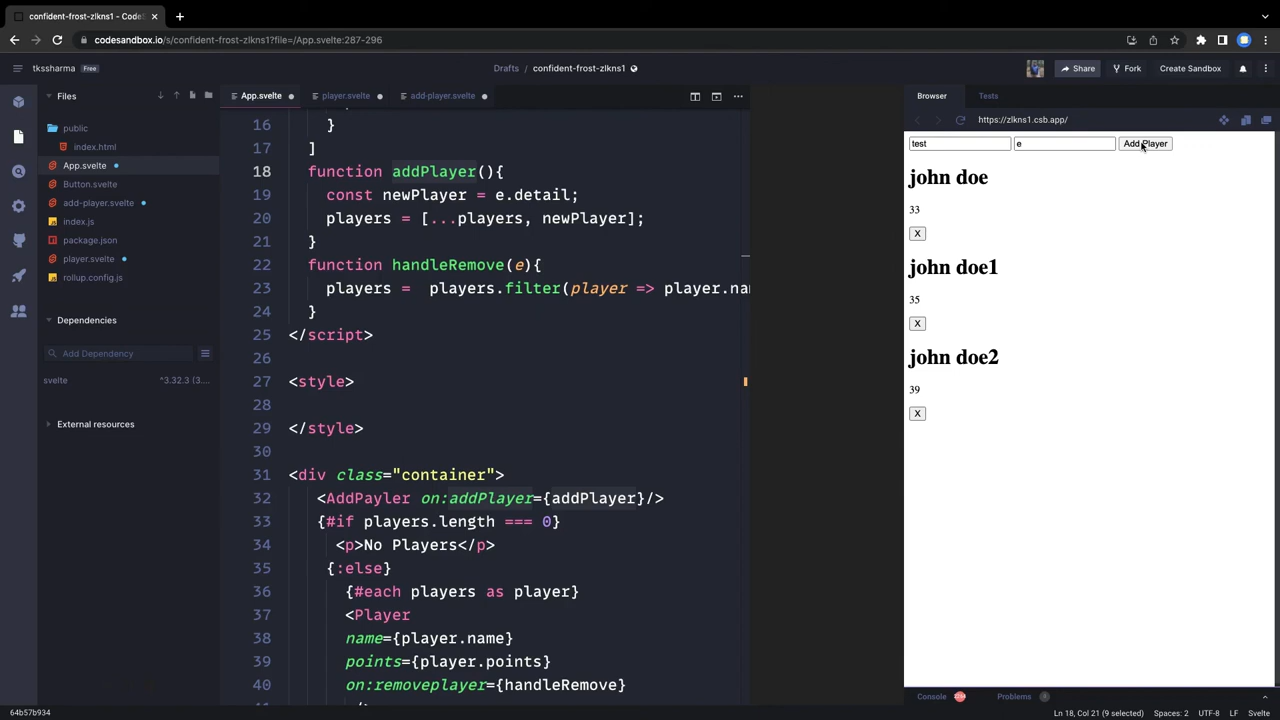 confident-frost-zlkns1 - CodeS
codesandbox.io/s/confident-frost-zlkns1?file=/App.svelte:287-296
tkssharma
Free
Drafts / confident-frost-zlkns1
Share
Fork
Create Sandbox
Files
public
index.html
App.svelte
Button.svelte
add-player.svelte
index.js
package.json
player.svelte
rollup.config.js
Dependencies
Add Dependency
svelte
^3.32.3 (3....
External resources
64b57b934
App.svelte
player.svelte
add-player.svelte
16 }
17 ]
18 function addPlayer(){
19 const newPlayer = e.detail;
20 players = [...players, newPlayer];
21 }
22 function handleRemove(e){
23 players =  players.filter(player => player.na
24 }
25 </script>
26
27 <style>
28
29 </style>
30
31 <div class="container">
32 <AddPayler on:addPlayer={addPlayer}/>
33 {#if players.length === 0}
34 <p>No Players</p>
35 {:else}
36 {#each players as player}
37 <Player
38 name={player.name}
39 points={player.points}
40 on:removeplayer={handleRemove}
Browser
Tests
https://zlkns1.csb.app/
test
e
Add Player
john doe
33
X
john doe1
35
X
john doe2
39
X
Console
Problems
0
Ln 18, Col 21 (9 selected)
Spaces: 2
UTF-8
LF
Svelte